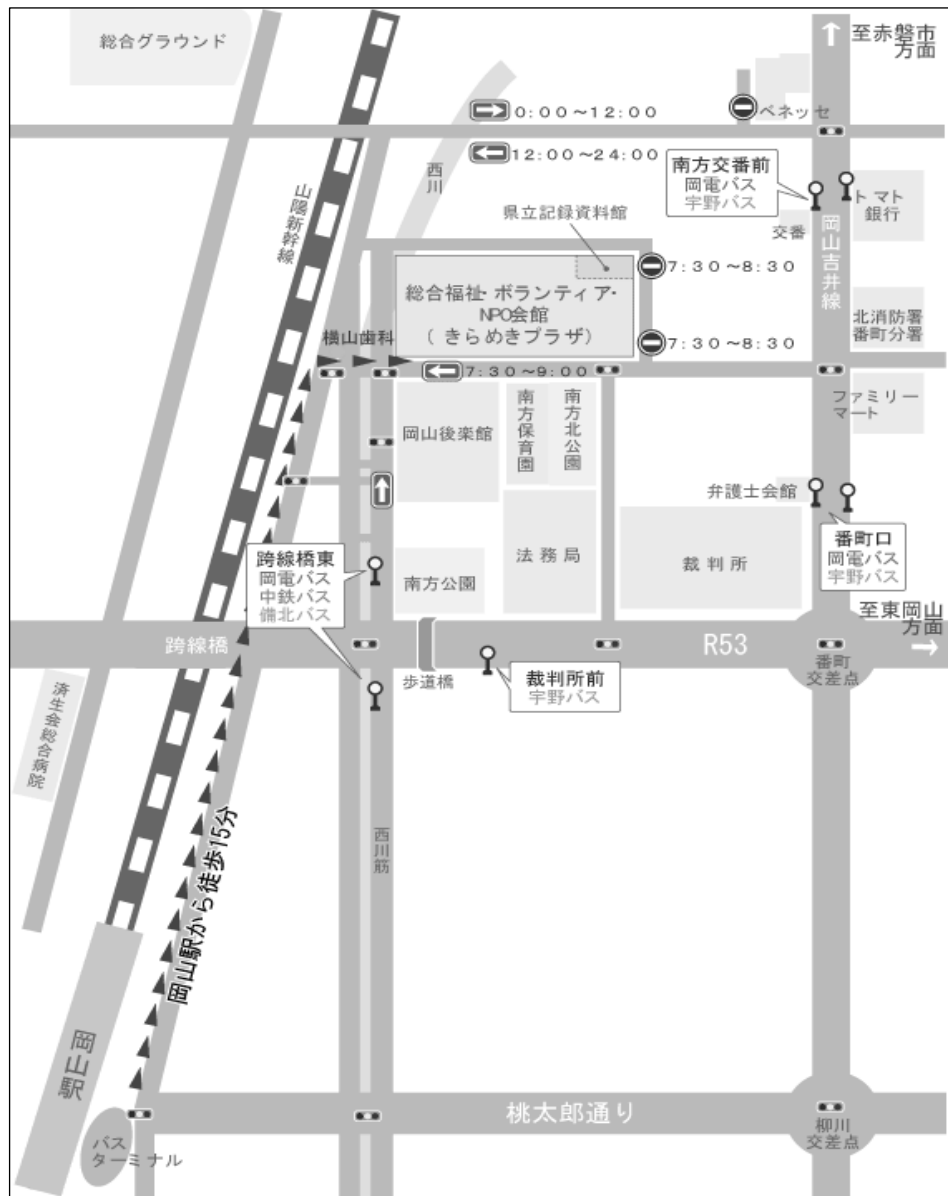 総合グラウンド
至赤磐市
方面
0:00～12:00
ベネッセ
12:00～24:00
西川
南方交番前
岡電バス
宇野バス
トマト
銀行
山陽新幹線
県立記録資料館
交番
岡山吉井線
7:30～8:30
総合福祉・ボランティア・
NPO会館
(きらめきプラザ)
北消防署
番町分署
横山歯科
7:30～8:30
7:30～9:00
ファミリー
マート
岡山後楽館
南方保育園
南方北公園
弁護士会館
跨線橋東
岡電バス
中鉄バス
備北バス
南方公園
法務局
裁判所
番町口
岡電バス
宇野バス
至東岡山
方面
跨線橋
R53
番町
交差点
歩道橋
裁判所前
宇野バス
済生会総合病院
西川筋
岡山駅から徒歩15分
岡山駅
桃太郎通り
柳川
交差点
バス
ターミナル